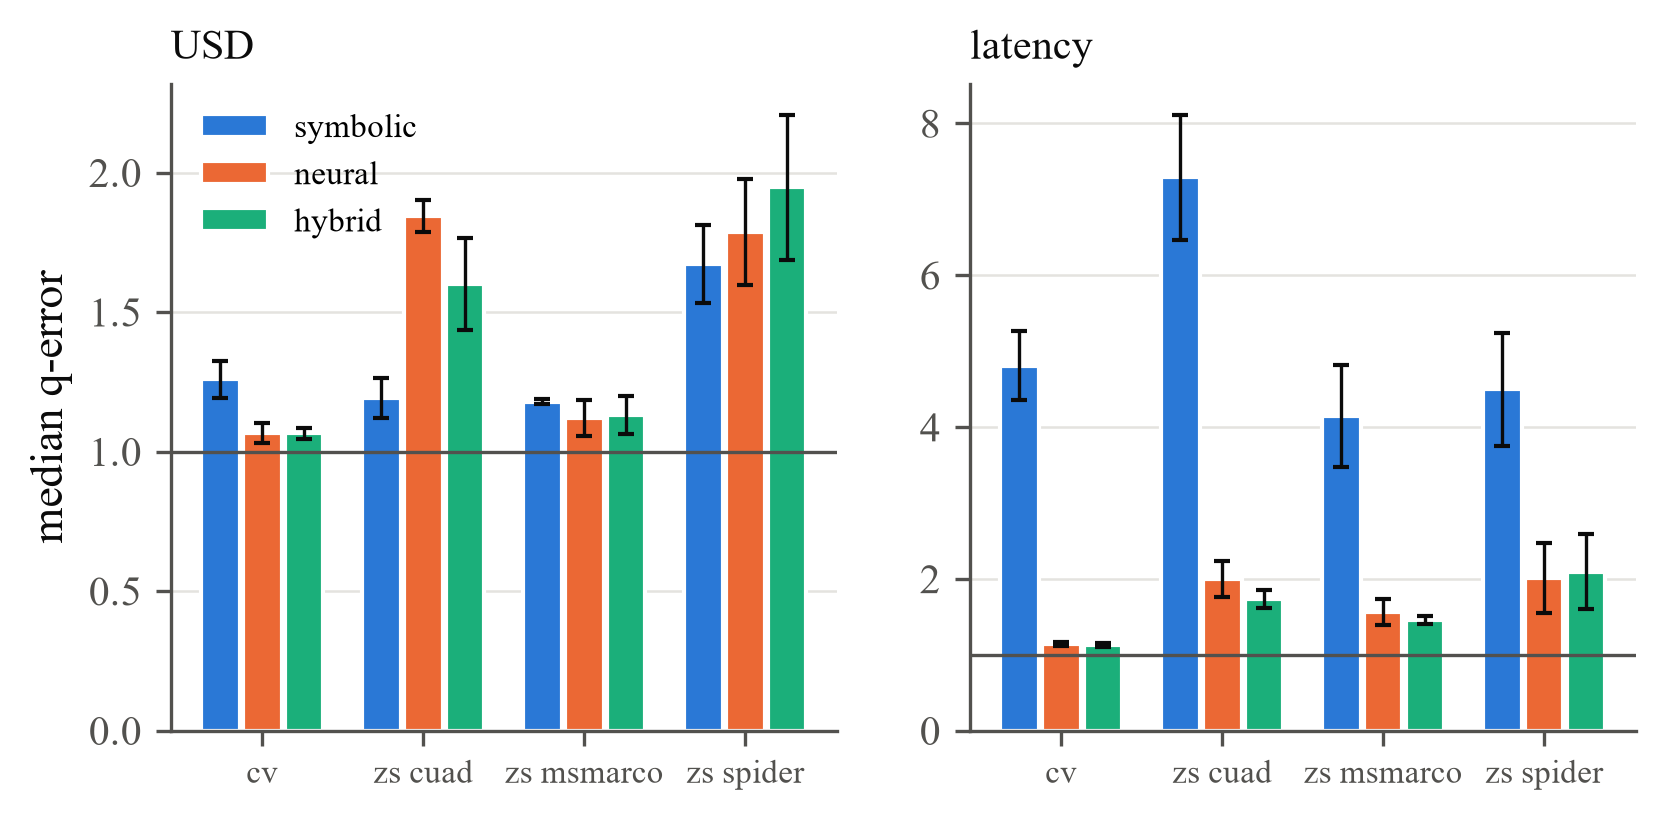 USD
latency
median q-error
symbolic
neural
hybrid
2.0
1.5
1.0
0.5
0.0
cv
zs cuad
zs msmarco
zs spider
8
6
4
2
0
cv
zs cuad
zs msmarco
zs spider